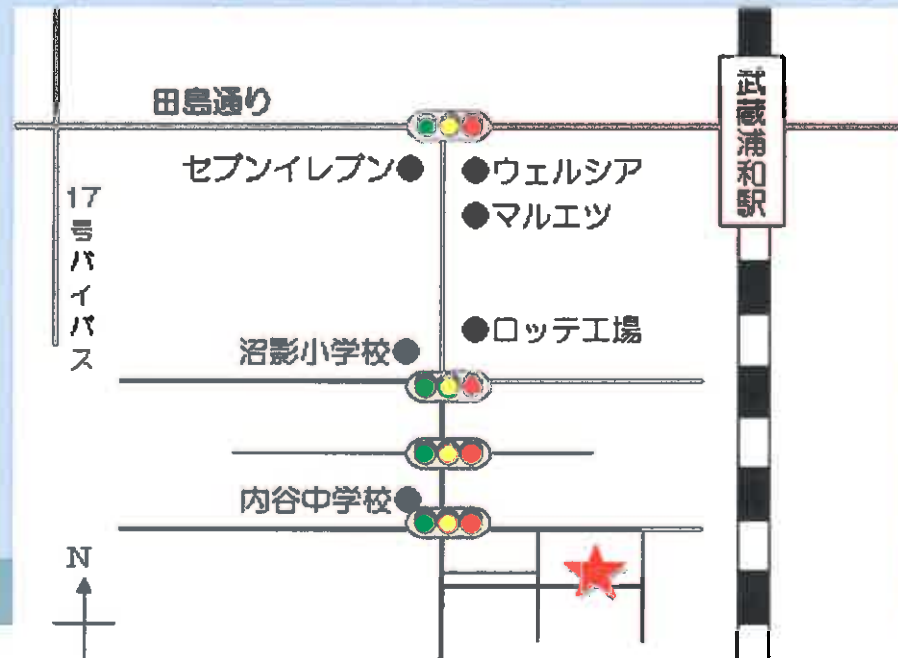 田島通り
武蔵浦和駅
セブンイレブン
ウェルシア
マルエツ
17号バイパス
ロッテ工場
沼影小学校
内谷中学校
N